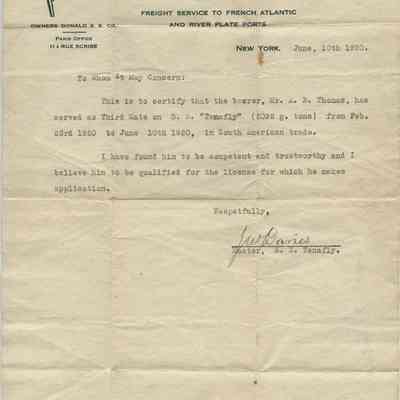 FREIGHT SERVICE TO FRENCH ATLANTIC
AND RIVER PLATE PORTS
OWNERS DONALD S. S. CO.
PARIS OFFICE
11 RUE SCRIBE
NEW YORK. June, 10th 1920.
To Whom it May Concern:
This is to certify that the bearer, Mr. B. Thomas, has
served as Third Mate on S. S. "Tenafly" (g. tons) from Feb.
23rd 1920 to June 10th 1920, in South American trade.
I have found him to be competent and trustworthy and I
believe him to be qualified for the license for which he makes
application.
Respetfully,
JW Davies
Master, S. S. Tenafly.